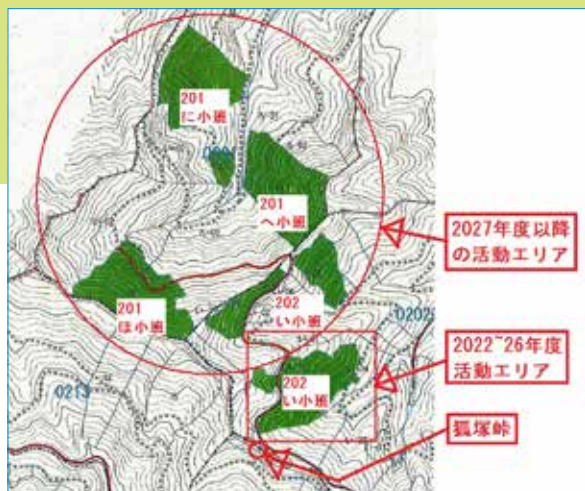 201
に小班
201
へ小班
2027年度以降
の活動エリア
201
ほ小班
202
い小班
0202
2022~26年度
活動エリア
202
い小班
0213
狐塚峠